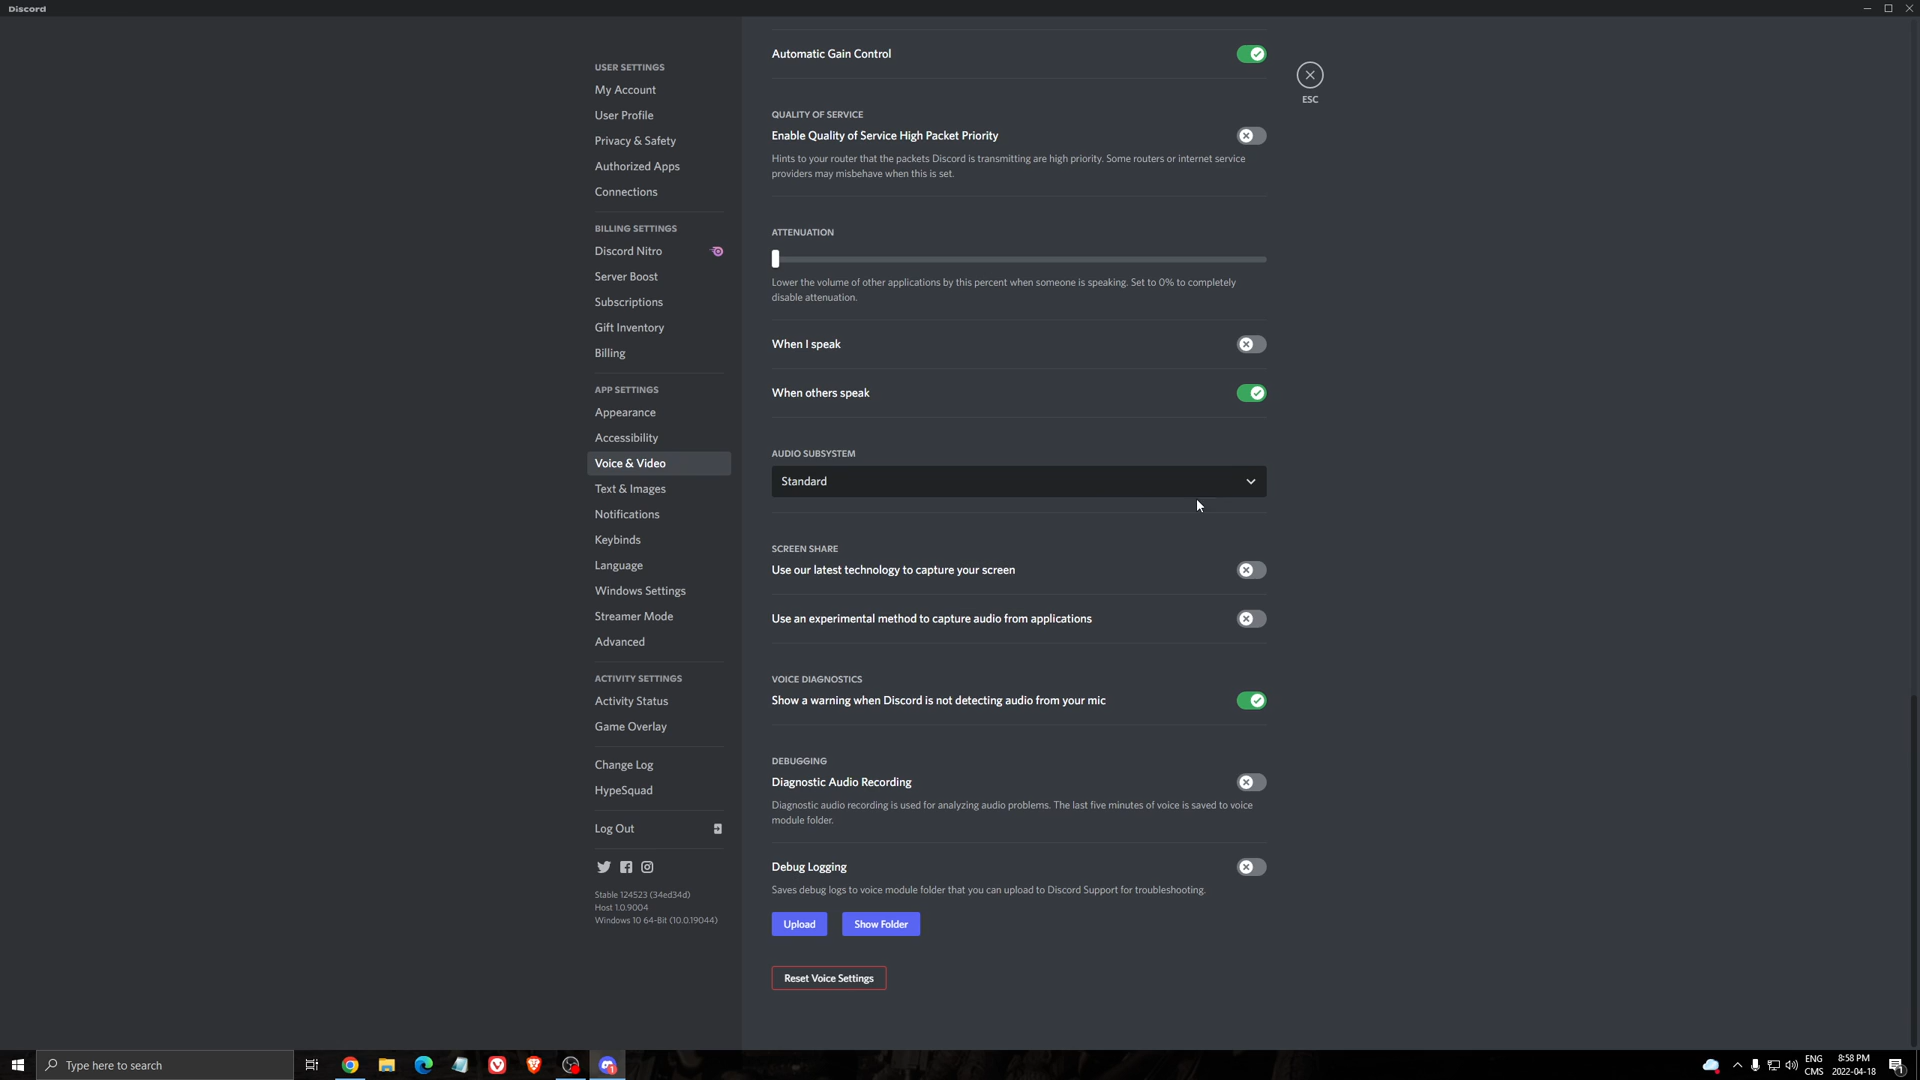 Discord
USER SETTINGS
My Account
User Profile
Privacy & Safety
Authorized Apps
Connections
BILLING SETTINGS
Discord Nitro
Server Boost
Subscriptions
Gift Inventory
Billing
APP SETTINGS
Appearance
Accessibility
Voice & Video
Text & Images
Notifications
Keybinds
Language
Windows Settings
Streamer Mode
Advanced
ACTIVITY SETTINGS
Activity Status
Game Overlay
Change Log
HypeSquad
Log Out
Stable 124523 (34ed34d)
Host 1.0.9004
Windows 10 64-Bit (10.0.19044)
Automatic Gain Control
QUALITY OF SERVICE
Enable Quality of Service High Packet Priority
Hints to your router that the packets Discord is transmitting are high priority. Some routers or internet service
providers may misbehave when this is set.
ATTENUATION
Lower the volume of other applications by this percent when someone is speaking. Set to 0% to completely
disable attenuation.
When I speak
When others speak
AUDIO SUBSYSTEM
Standard
SCREEN SHARE
Use our latest technology to capture your screen
Use an experimental method to capture audio from applications
VOICE DIAGNOSTICS
Show a warning when Discord is not detecting audio from your mic
DEBUGGING
Diagnostic Audio Recording
Diagnostic audio recording is used for analyzing audio problems. The last five minutes of voice is saved to voice
module folder.
Debug Logging
Saves debug logs to voice module folder that you can upload to Discord Support for troubleshooting.
Upload
Show Folder
Reset Voice Settings
ESC
Type here to search
1
ENG
CMS
8:58 PM
2022-04-18
1